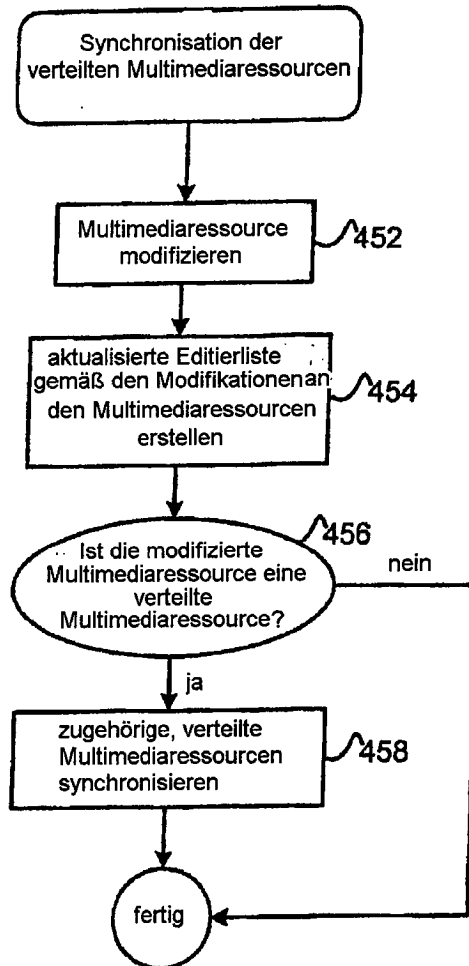 Synchronisation der
verteilten Multimediaressourcen
Multimediaressource
modifizieren
452
aktualisierte Editierliste
gemäß den Modifikationenan
den Multimediaressourcen
erstellen
454
456
Ist die modifizierte
Multimediaressource eine
verteilte
Multimediaressource?
nein
ja
zugehörige, verteilte
Multimediaressourcen
synchronisieren
458
fertig